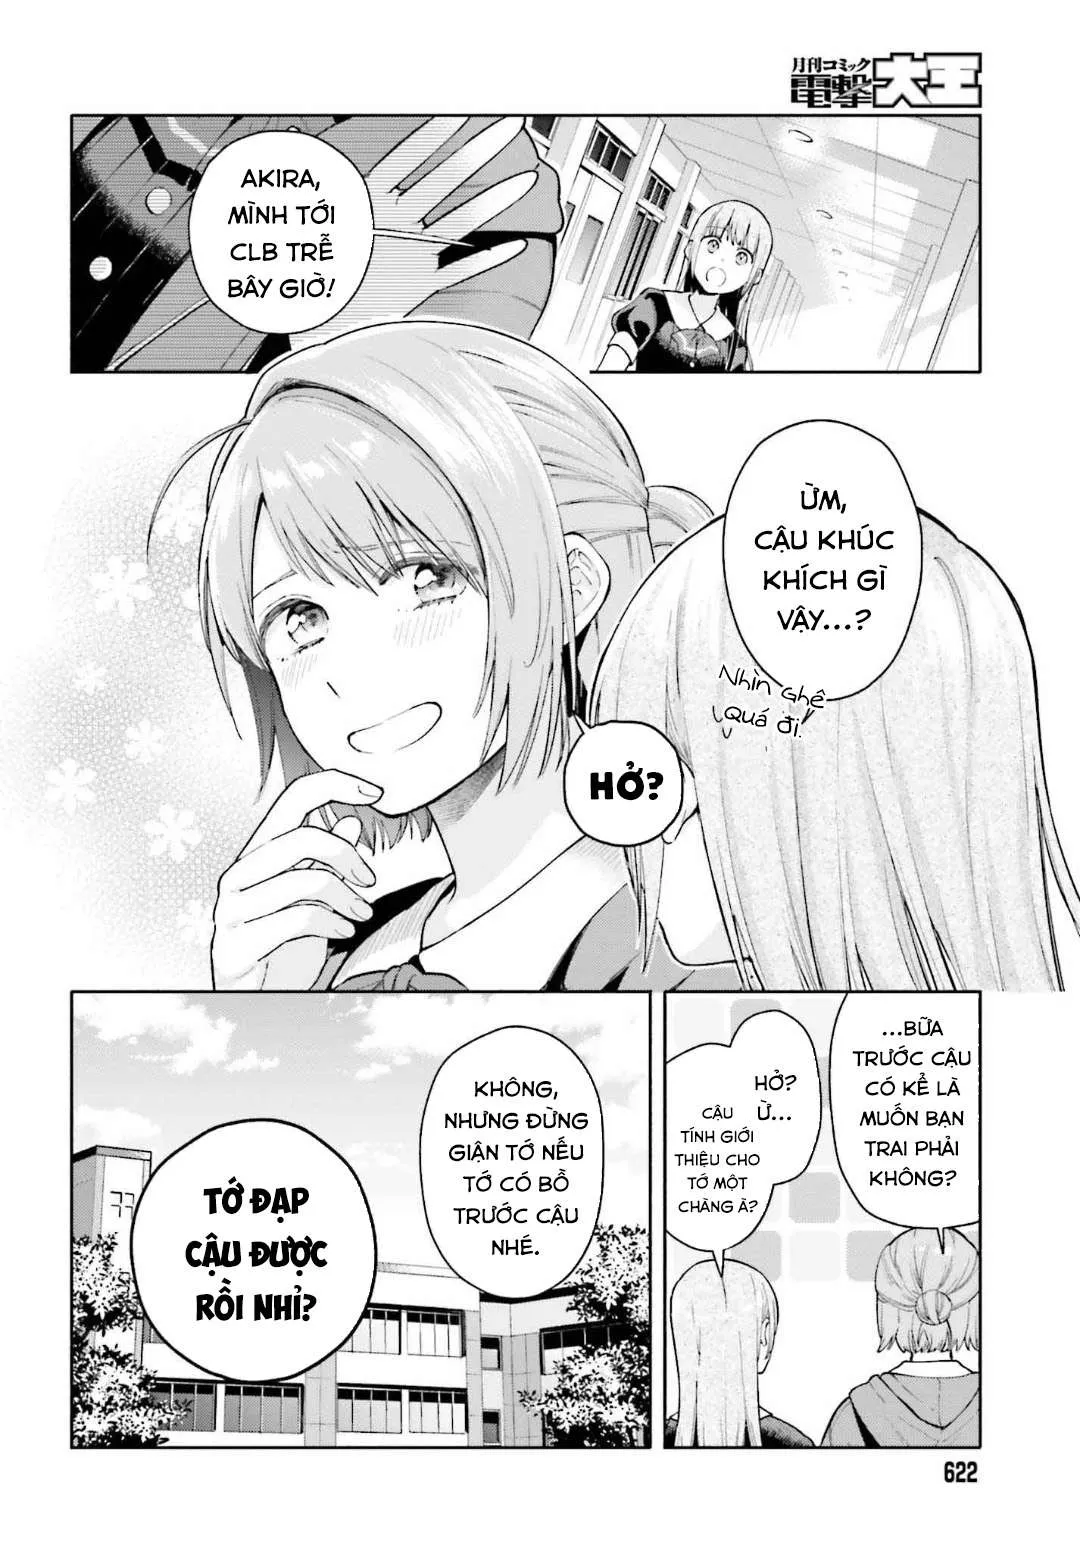 月刊コミック
電撃大王
AKIRA,
MÌNH TỚI
CLB TRỄ
BÂY GIỜ!
ỪM,
CẬU KHÚC
KHÍCH GÌ
VẬY...?
Nhìn Ghê
Quá đi.
HỞ?
...BỮA
TRƯỚC CẬU
CÓ KỂ LÀ
MUỐN BẠN
TRAI PHẢI
KHÔNG?
HỞ?
Ừ...
CẬU
TÍNH GIỚI
THIỆU CHO
TỚ MỘT
CHÀNG À?
KHÔNG,
NHƯNG ĐỪNG
GIẬN TỚ NẾU
TỚ CÓ BỒ
TRƯỚC CẬU
NHÉ.
TỚ ĐẠP
CẬU ĐƯỢC
RỒI NHỈ?
622